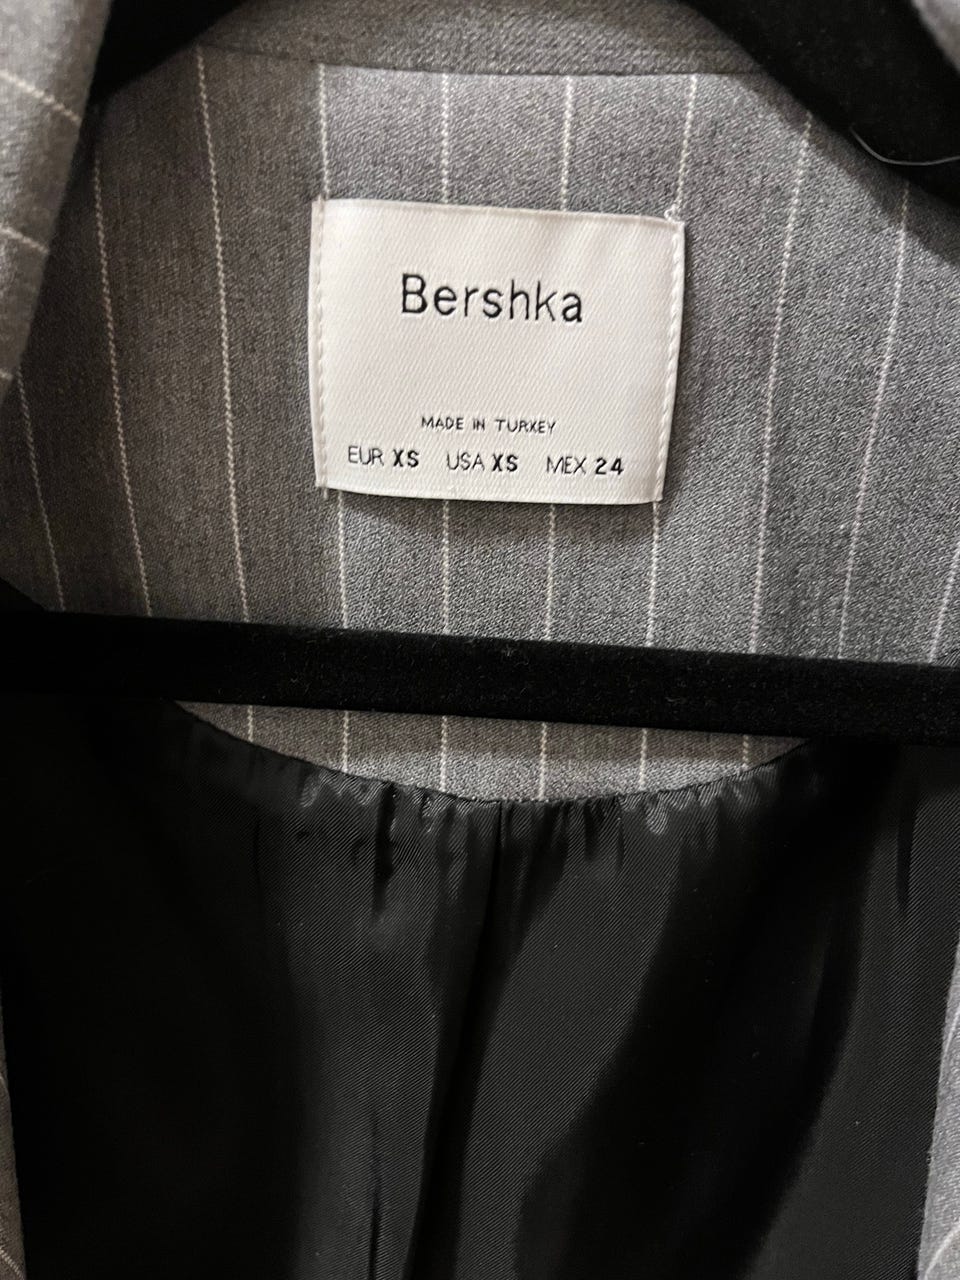 Bershka
MADE IN TURKEY
EUR XS USA XS MEX 24